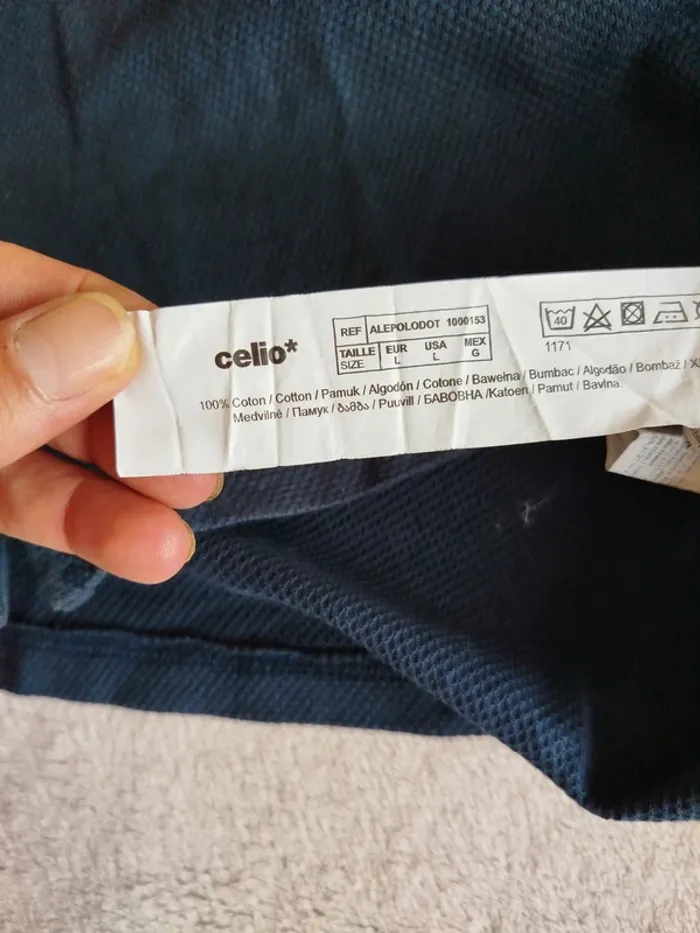 celio*
REF ALEPOLODOT 1000153
TAILLE SIZE EUR L USA L MEX G
40
1171
100% Coton / Cotton / Pamuk / Algodón / Cotone / Bawełna / Bumbac / Algodão / Bombaž /
Medvilnė / Памук / ბამბა / Puuvill / БАВОВНА /Katoen / Pamut / Bavlna.